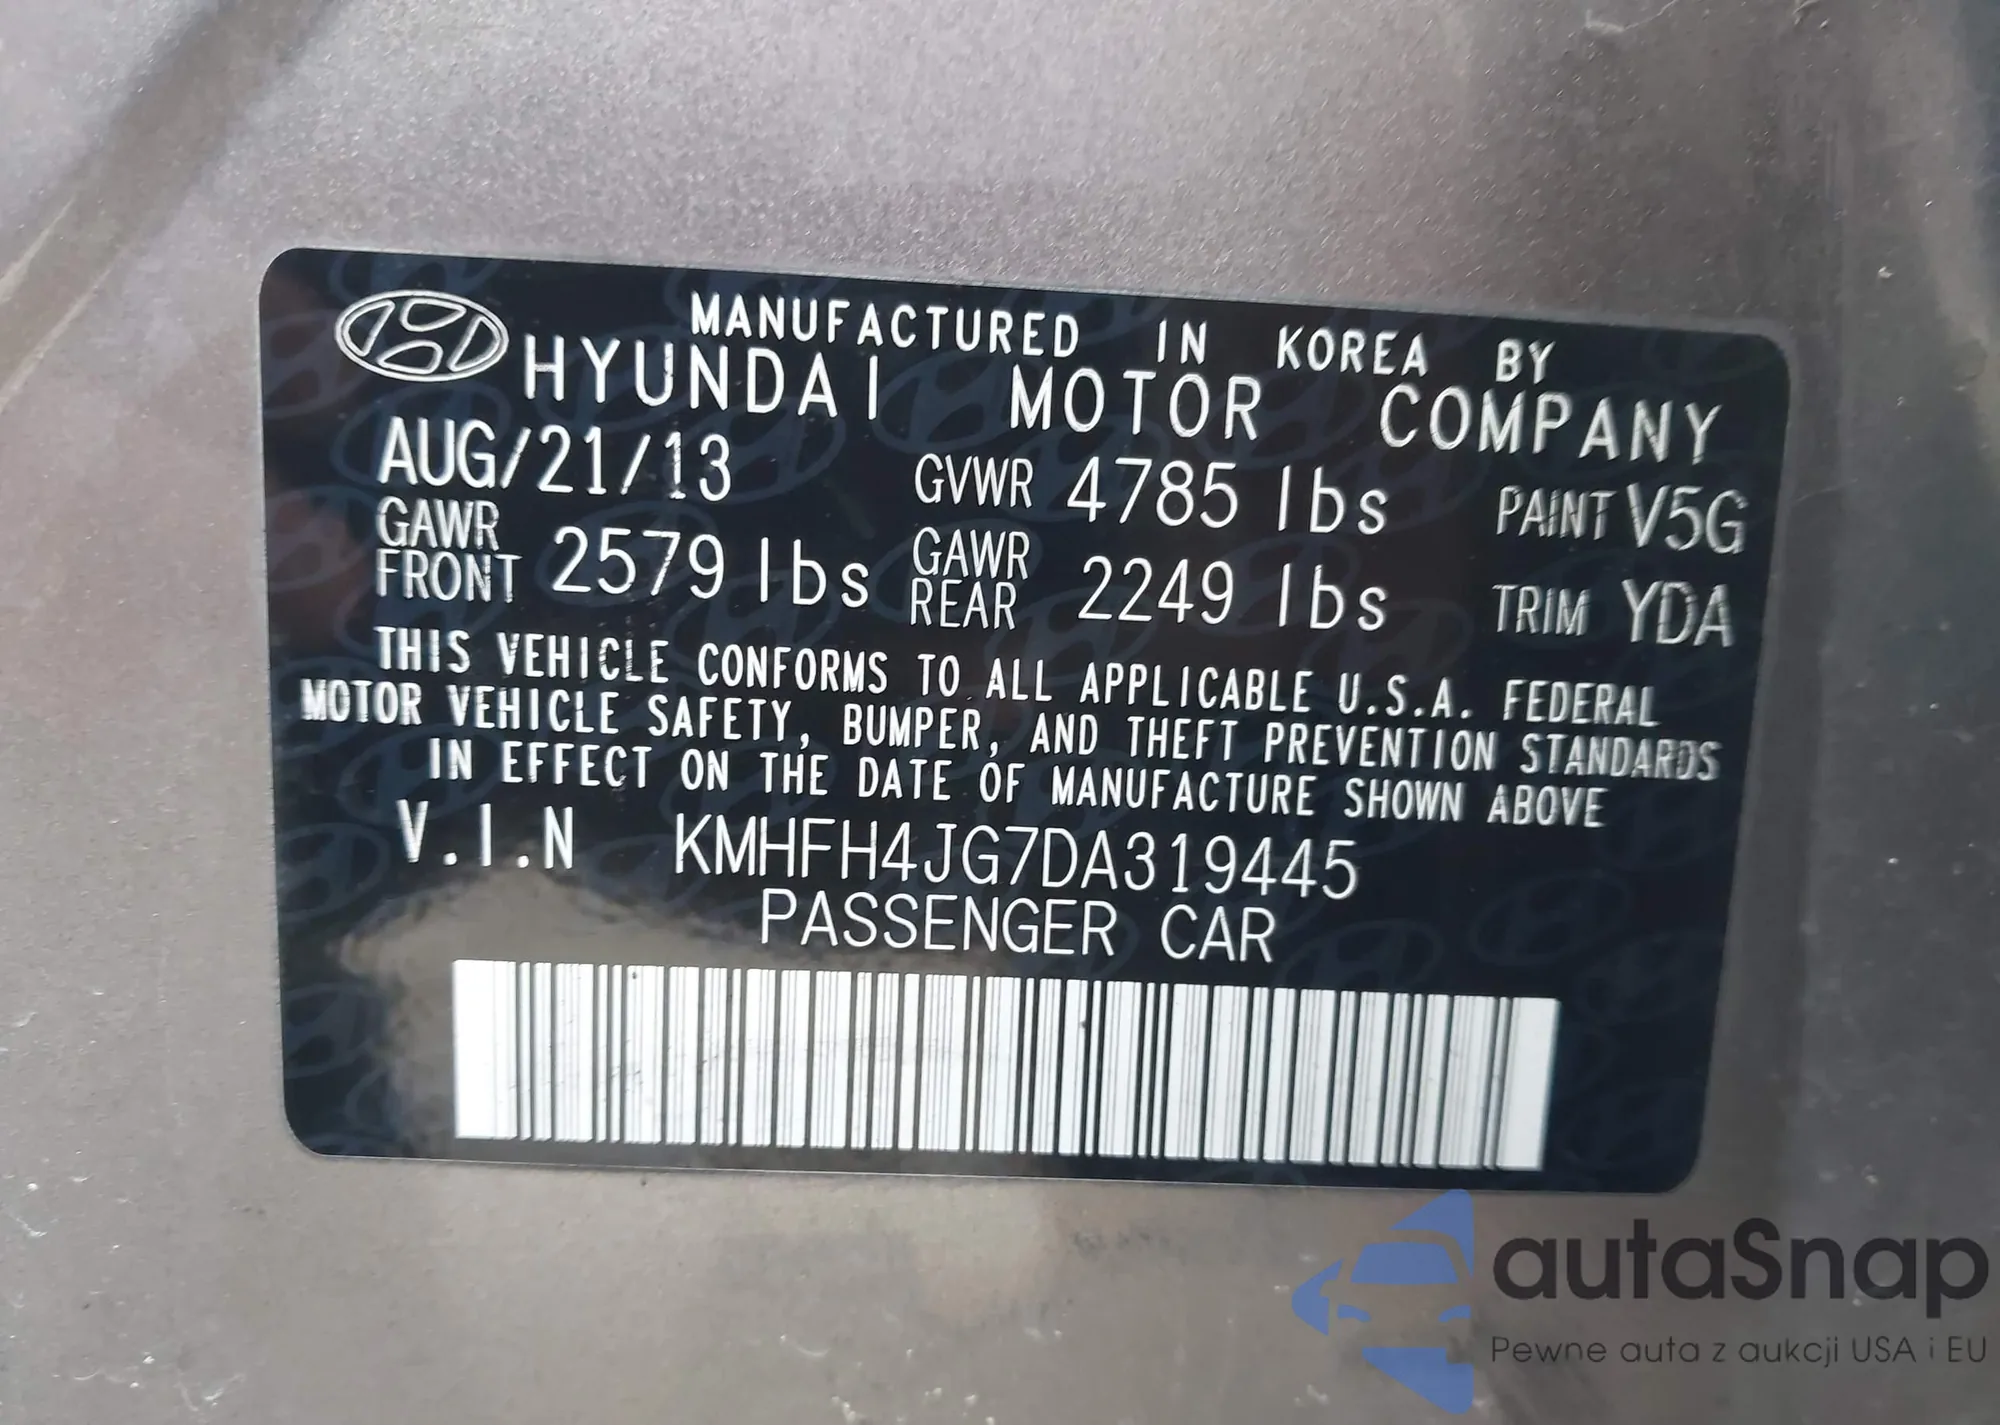 MANUFACTURED IN KOREA BY
HYUNDAI MOTOR COMPANY
AUG/21/13 GVWR 4785 lbs PAINT V5G
GAWR FRONT 2579 lbs GAWR REAR 2249 lbs TRIM YDA
THIS VEHICLE CONFORMS TO ALL APPLICABLE U.S.A. FEDERAL
MOTOR VEHICLE SAFETY, BUMPER, AND THEFT PREVENTION STANDARDS
IN EFFECT ON THE DATE OF MANUFACTURE SHOWN ABOVE
V.I.N KMHFH4JG7DA319445
PASSENGER CAR
autaSnap
Pewne auta z aukcji USA i EU